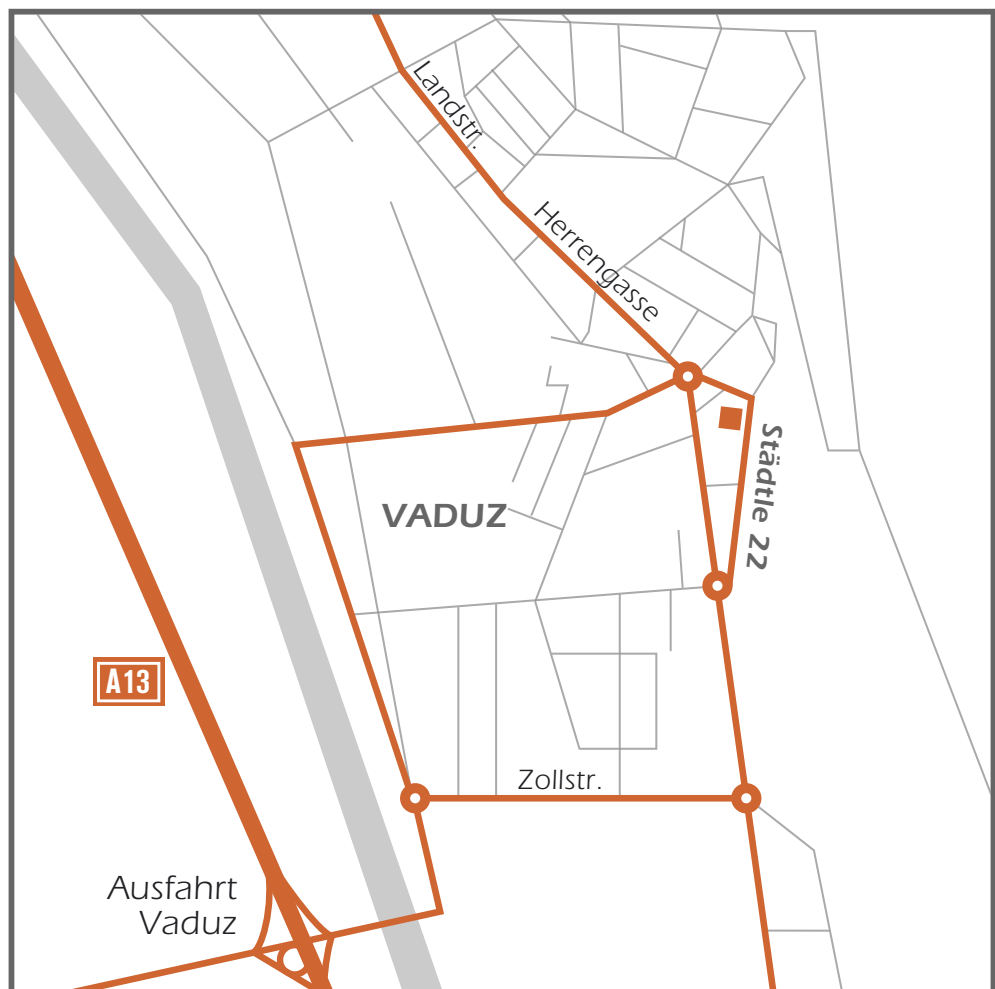 Landstr.
Herrengasse
Städtle 22
VADUZ
A13
Zollstr.
Ausfahrt
Vaduz